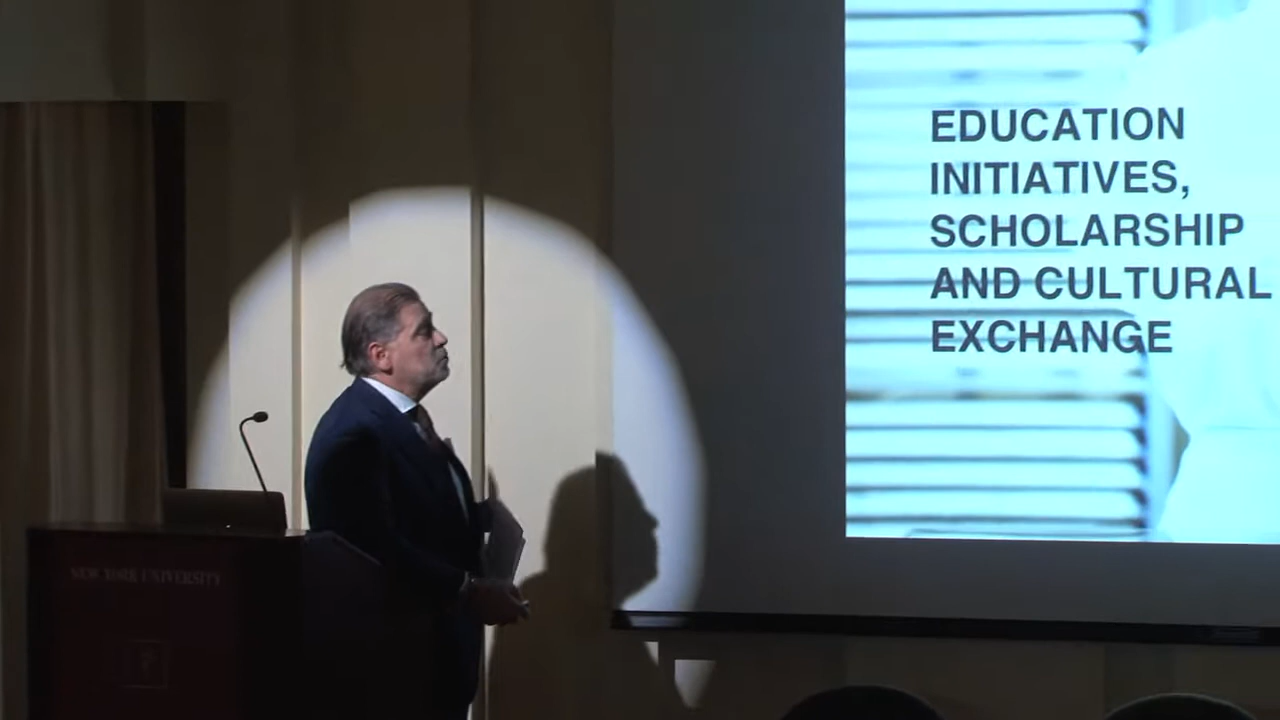 NEW YORK UNIVERSITY
EDUCATION
INITIATIVES,
SCHOLARSHIP
AND CULTURAL
EXCHANGE